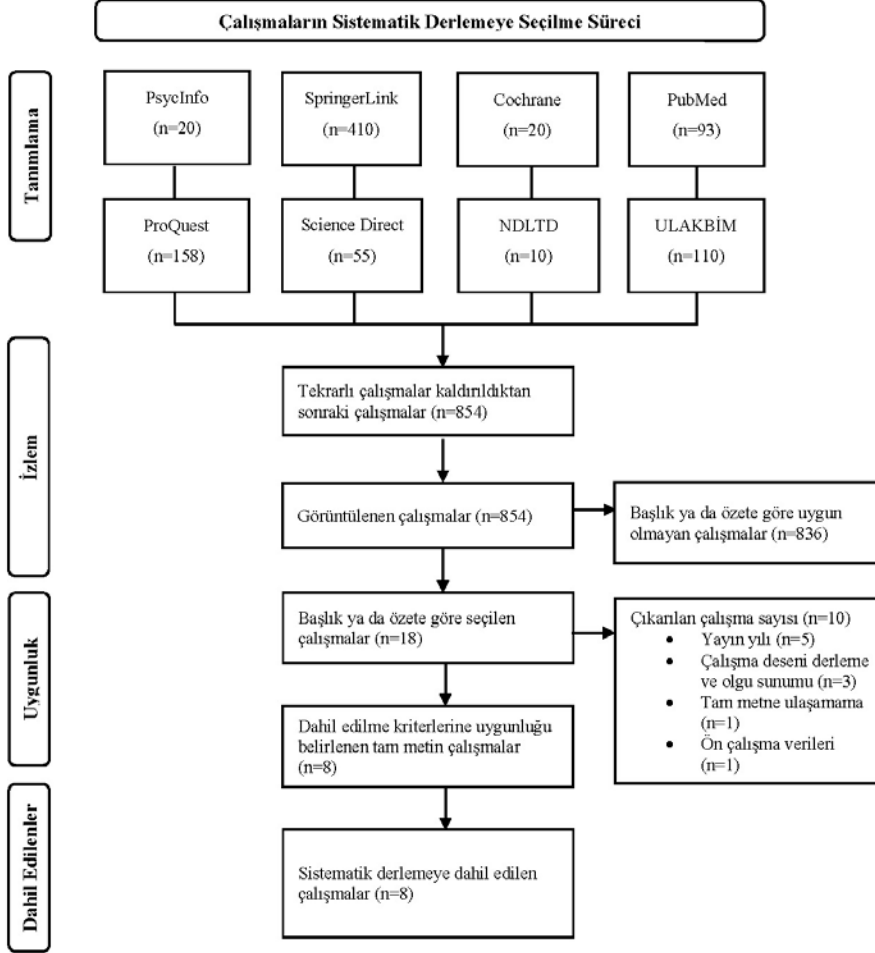 Çalışmaların Sistematik Derlemeye Seçilme Süreci
Tanımlama
PsycInfo
(n=20)
SpringerLink
(n=410)
Cochrane
(n=20)
PubMed
(n=93)
ProQuest
(n=158)
Science Direct
(n=55)
NDLTD
(n=10)
ULAKBİM
(n=110)
İzlem
Tekrarlı çalışmalar kaldırıldıktan
sonraki çalışmalar (n=854)
Görüntülenen çalışmalar (n=854)
Başlık ya da özete göre uygun
olmayan çalışmalar (n=836)
Uygunluk
Başlık ya da özete göre seçilen
çalışmalar (n=18)
Çıkarılan çalışma sayısı (n=10)
• Yayın yılı (n=5)
• Çalışma deseni derleme
ve olgu sunumu (n=3)
• Tam metne ulaşamama
(n=1)
• Ön çalışma verileri
(n=1)
Dahil edilme kriterlerine uygunluğu
belirlenen tam metin çalışmalar
(n=8)
Dahil Edilenler
Sistematik derlemeye dahil edilen
çalışmalar (n=8)